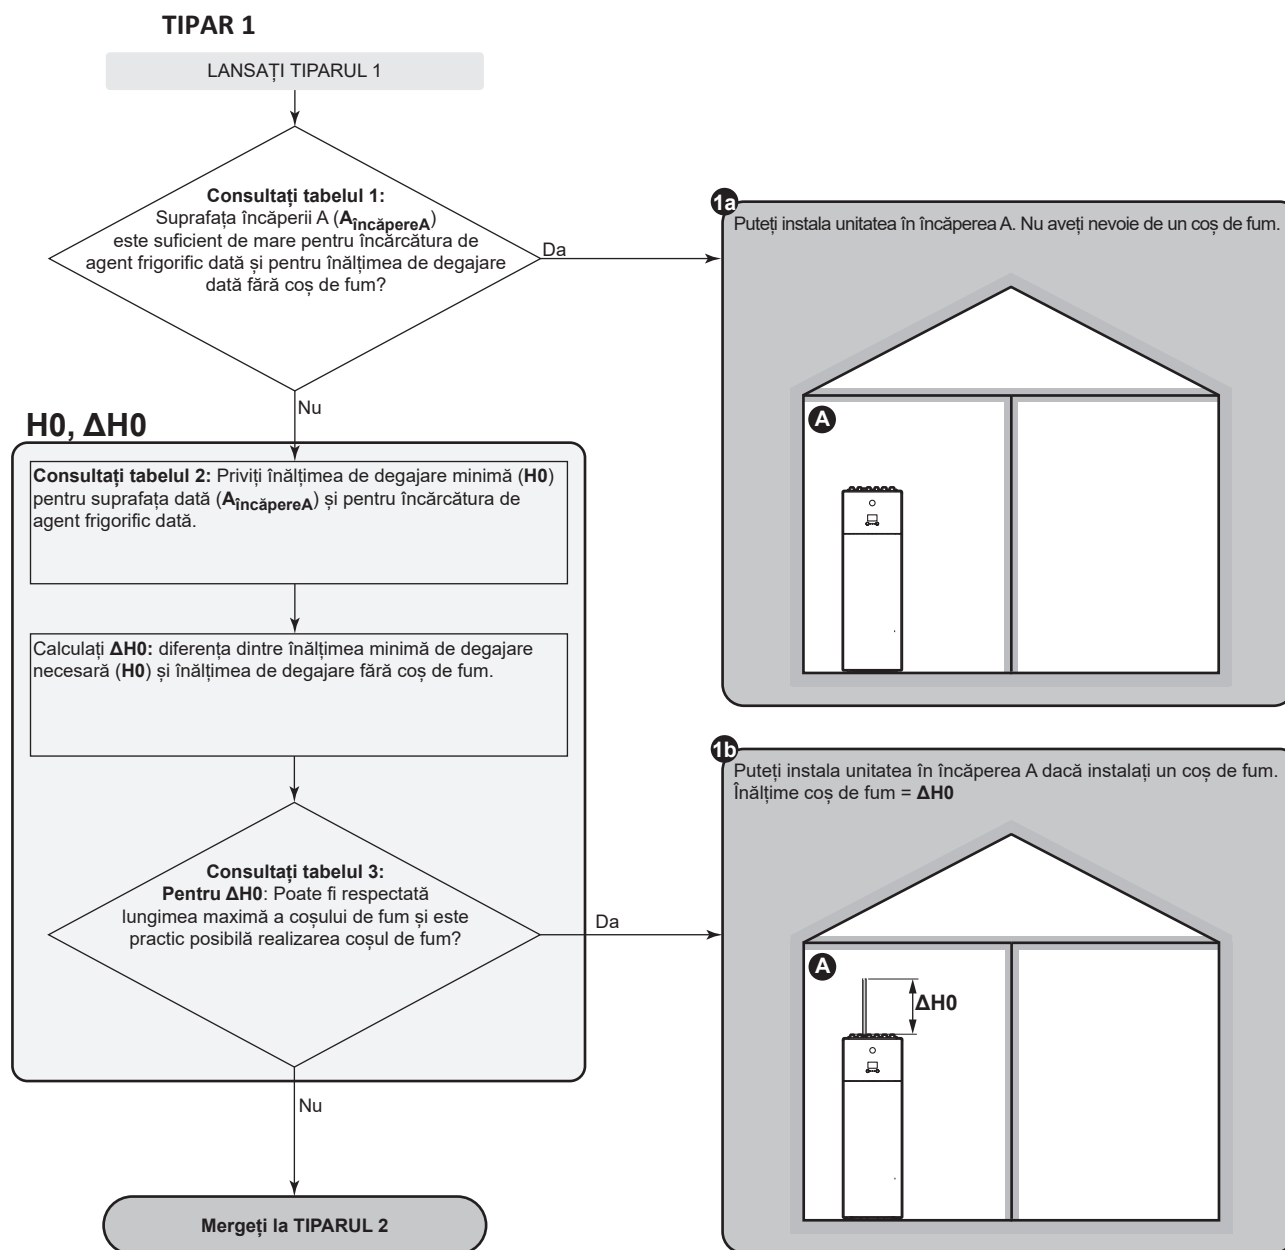 TIPAR 1
LANSAȚI TIPARUL 1
Consultați tabelul 1:
Suprafața încăperii A (AîncăpereA)
este suficient de mare pentru încărcătura de
agent frigorific dată și pentru înălțimea de degajare
dată fără coș de fum?
Da
Nu
1a
Puteți instala unitatea în încăperea A. Nu aveți nevoie de un coș de fum.
A
H0, ΔH0
Consultați tabelul 2: Priviți înălțimea de degajare minimă (H0)
pentru suprafața dată (AîncăpereA) și pentru încărcătura de
agent frigorific dată.
Calculați ΔH0: diferența dintre înălțimea minimă de degajare
necesară (H0) și înălțimea de degajare fără coș de fum.
Consultați tabelul 3:
Pentru ΔH0: Poate fi respectată
lungimea maximă a coșului de fum și este
practic posibilă realizarea coșul de fum?
Da
Nu
1b
Puteți instala unitatea în încăperea A dacă instalați un coș de fum.
Înălțime coș de fum = ΔH0
A
ΔH0
Mergeți la TIPARUL 2